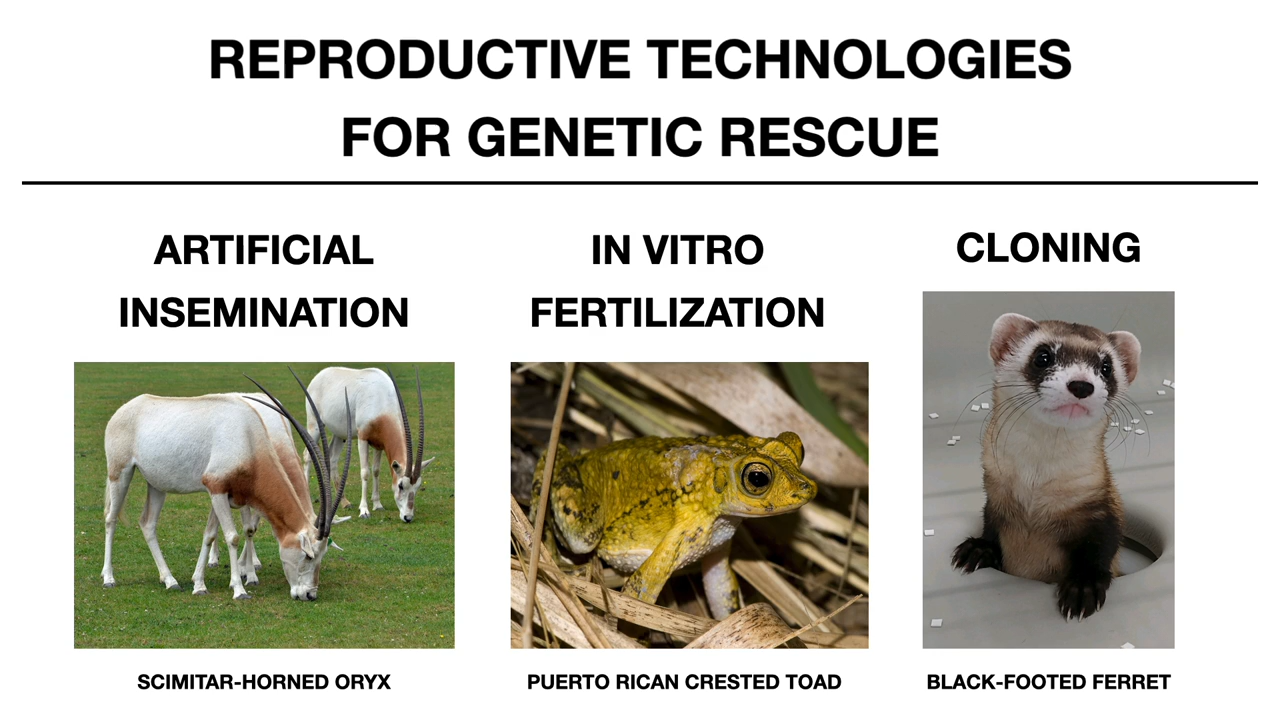 REPRODUCTIVE TECHNOLOGIES
FOR GENETIC RESCUE
ARTIFICIAL
INSEMINATION
IN VITRO
FERTILIZATION
CLONING
SCIMITAR-HORNED ORYX
PUERTO RICAN CRESTED TOAD
BLACK-FOOTED FERRET